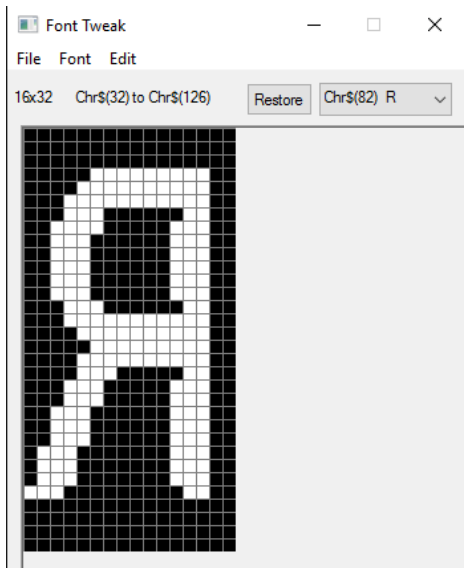 Font Tweak
File Font Edit
16x32 Chr$(32) to Chr$(126) Restore Chr$(82) R
Я